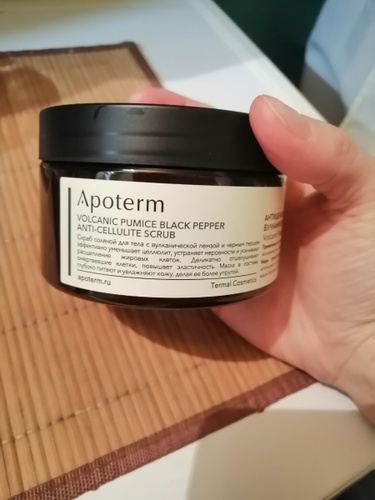 Apoterm
VOLCANIC PUMICE BLACK PEPPER
ANTI-CELLULITE SCRUB
Скраб соляной для тела с вулканической пемзой и черным перцем
эффективно уменьшает целлюлит, устраняет неровности и усиливает
расщепление жировых клеток. Деликатно отшелушивает
омертвевшие клетки, повышает эластичность. Масла в составе
глубоко питают и увлажняют кожу, делая ее более упругой.
apoterm.ru
Termal Cosmetics